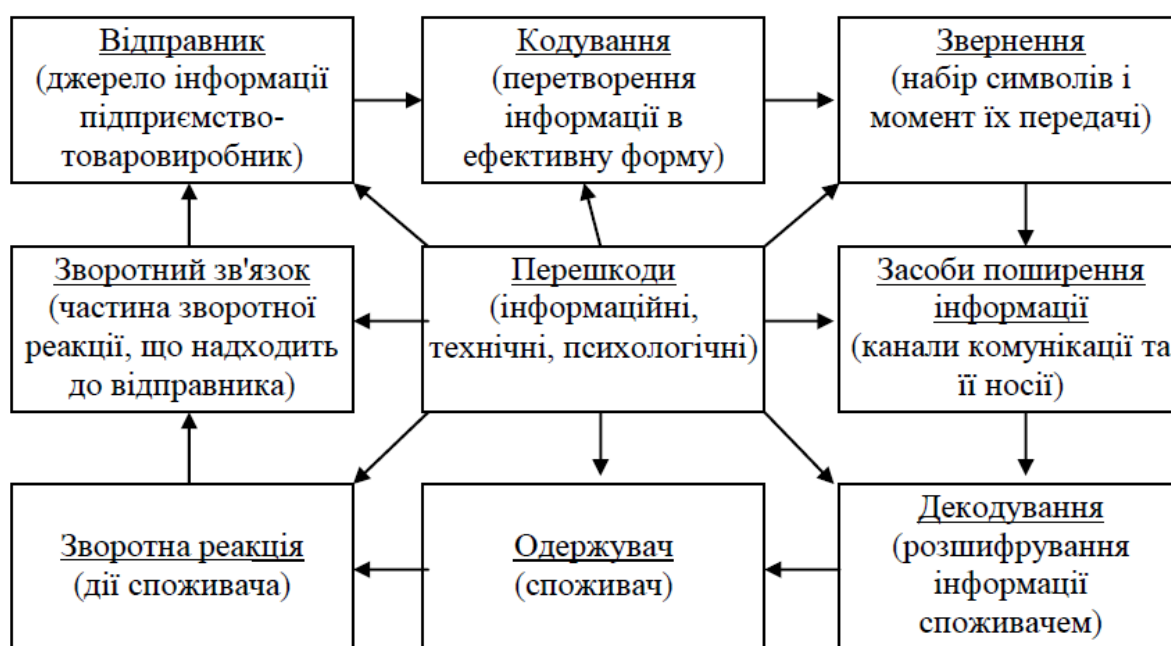 Відправник
(джерело інформації
підприємство-
товаровиробник)
Кодування
(перетворення
інформації в
ефективну форму)
Звернення
(набір символів і
момент їх передачі)
Зворотний зв'язок
(частина зворотної
реакції, що надходить
до відправника)
Перешкоди
(інформаційні,
технічні, психологічні)
Засоби поширення
інформації
(канали комунікації та
її носії)
Зворотна реакція
(дії споживача)
Одержувач
(споживач)
Декодування
(розшифрування
інформації
споживачем)